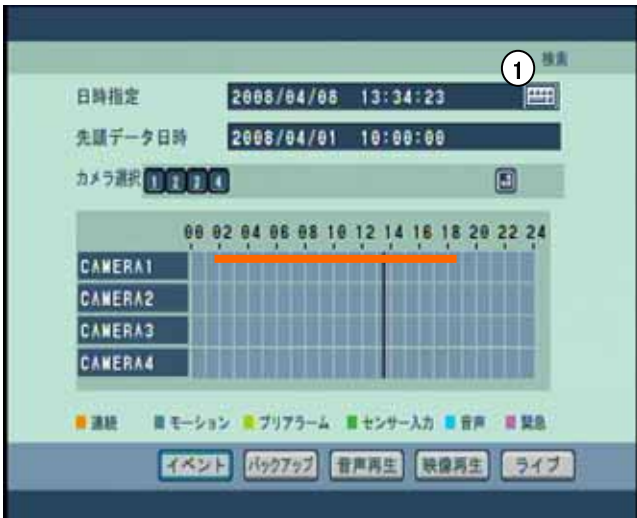 検索
1
日時指定 2008/04/08 13:34:23
先頭データ日時 2008/04/01 10:00:00
カメラ選択 1 2 3 4
00 02 04 06 08 10 12 14 16 18 20 22 24
CAMERA1
CAMERA2
CAMERA3
CAMERA4
連続 モーション プリアラーム センサー入力 音声 緊急
イベント バックアップ 音声再生 映像再生 ライブ